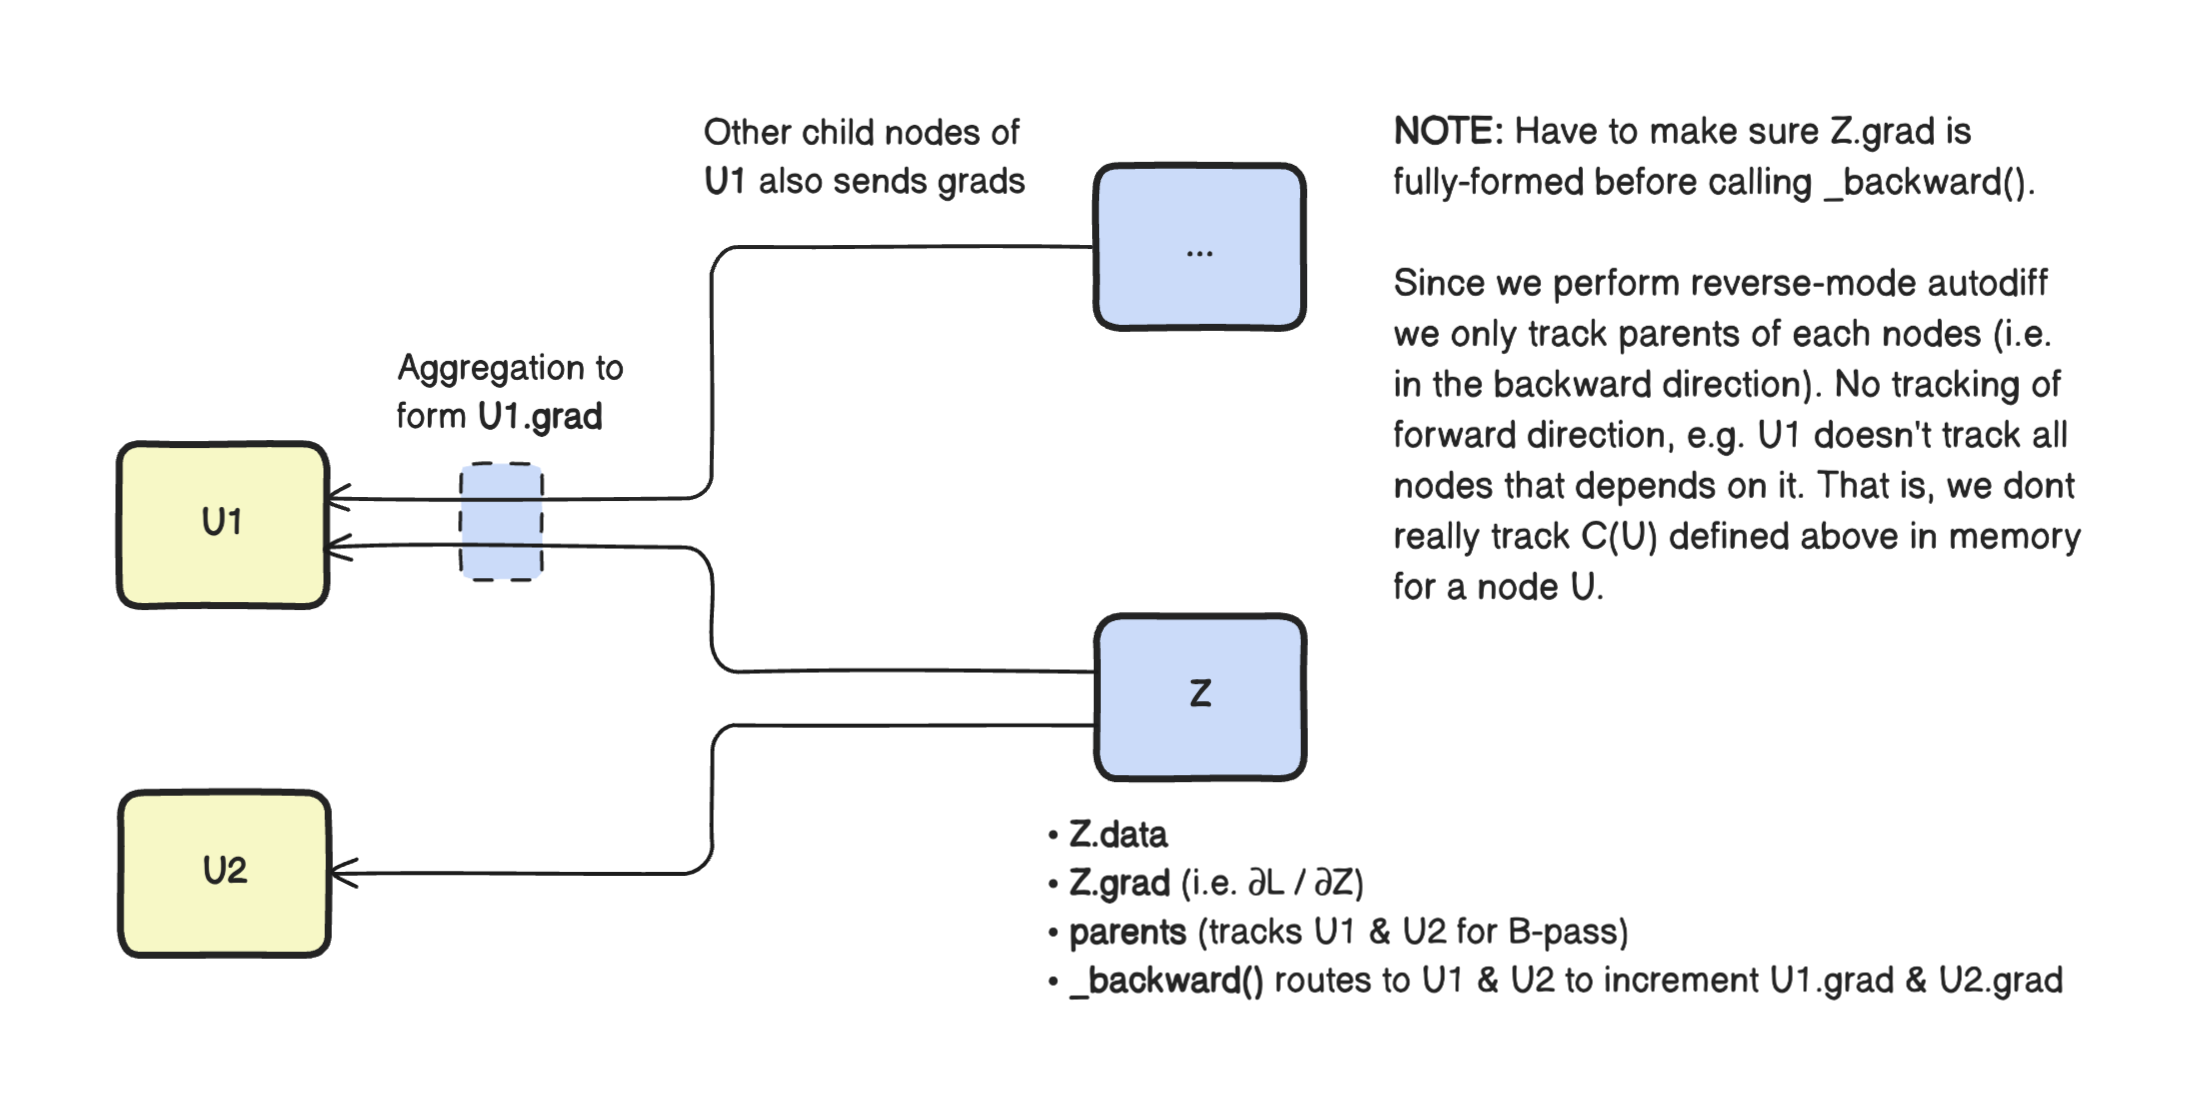 Other child nodes of
U1 also sends grads
...
NOTE: Have to make sure Z.grad is
fully-formed before calling _backward().
Since we perform reverse-mode autodiff
we only track parents of each nodes (i.e.
in the backward direction). No tracking of
forward direction, e.g. U1 doesn't track all
nodes that depends on it. That is, we dont
really track C(U) defined above in memory
for a node U.
Aggregation to
form U1.grad
U1
Z
U2
• Z.data
• Z.grad (i.e. ∂L / ∂Z)
• parents (tracks U1 & U2 for B-pass)
• _backward() routes to U1 & U2 to increment U1.grad & U2.grad